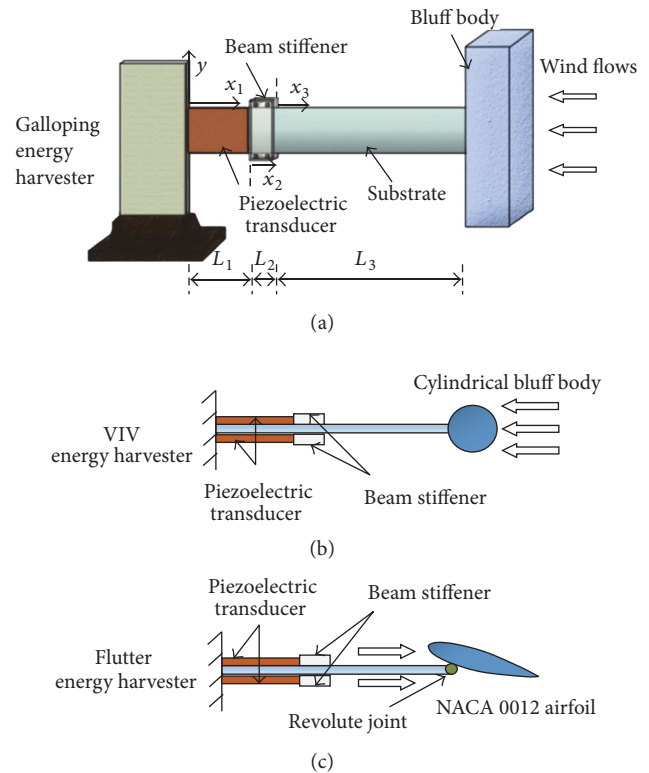 Bluff body
Beam stiffener
Wind flows
y
x1
x3
Galloping
energy
harvester
x2
Piezoelectric
transducer
Substrate
L1
L2
L3
(a)
Cylindrical bluff body
VIV
energy harvester
Piezoelectric
transducer
Beam stiffener
(b)
Piezoelectric
transducer
Beam stiffener
Flutter
energy harvester
NACA 0012 airfoil
Revolute joint
(c)